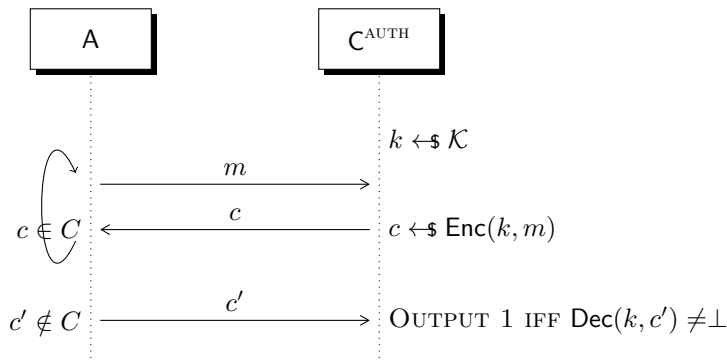 A C^AUTH
k ←$ 𝒦
m
c
c ∈ C c ←$ Enc(k, m)
c′
c′ ∉ C OUTPUT 1 IFF Dec(k, c′) ≠⊥